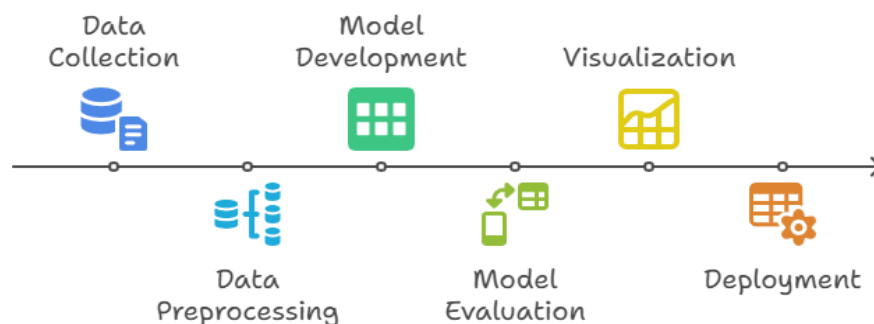 Data
Collection
Model
Development
Visualization
Data
Preprocessing
Model
Evaluation
Deployment